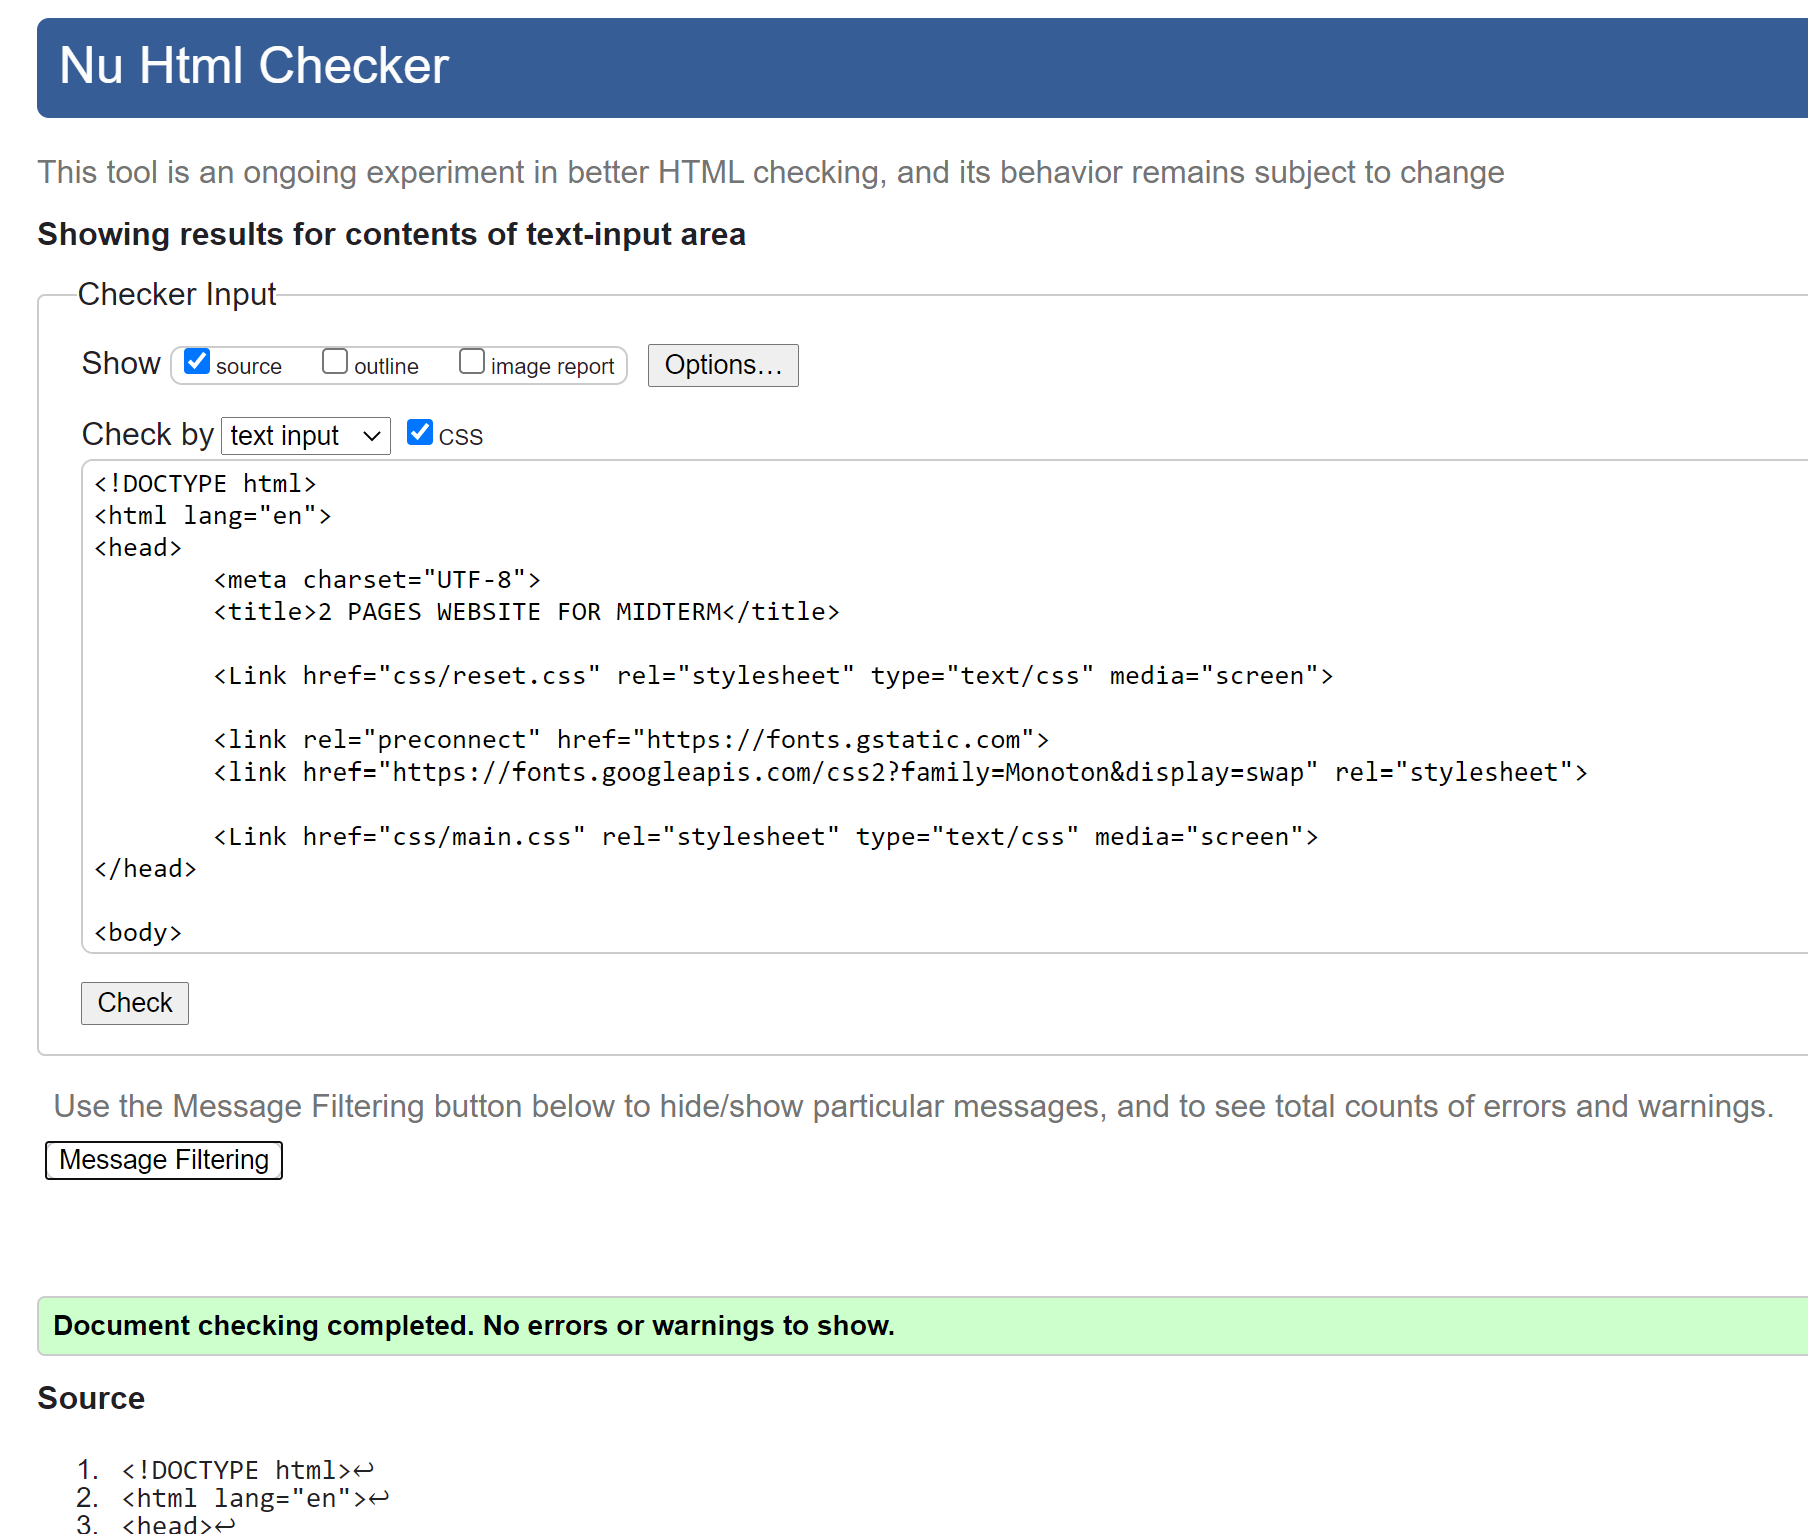 Nu Html Checker
This tool is an ongoing experiment in better HTML checking, and its behavior remains subject to change
Showing results for contents of text-input area
Checker Input
Show source outline image report Options...
Check by text input CSS
<!DOCTYPE html>
<html lang="en">
<head>
<meta charset="UTF-8">
<title>2 PAGES WEBSITE FOR MIDTERM</title>
<Link href="css/reset.css" rel="stylesheet" type="text/css" media="screen">
<link rel="preconnect" href="https://fonts.gstatic.com">
<link href="https://fonts.googleapis.com/css2?family=Monoton&display=swap" rel="stylesheet">
<Link href="css/main.css" rel="stylesheet" type="text/css" media="screen">
</head>
<body>
Check
Use the Message Filtering button below to hide/show particular messages, and to see total counts of errors and warnings.
Message Filtering
Document checking completed. No errors or warnings to show.
Source
1. <!DOCTYPE html>↩
2. <html lang="en">↩
3. <head>↩